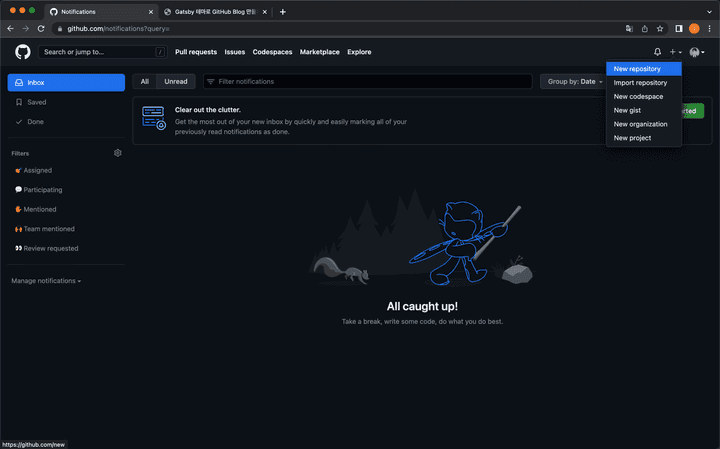 Notifications
Gatsby 테마로 GitHub Blog 만들
github.com/notifications?query=
Search or jump to...
/
Pull requests
Issues
Codespaces
Marketplace
Explore
New repository
Import repository
New codespace
New gist
New organization
New project
Inbox
Saved
Done
All
Unread
Filter notifications
Group by: Date
Clear out the clutter.
Get the most out of your new inbox by quickly and easily marking all of your
previously read notifications as done.
Filters
Assigned
Participating
Mentioned
Team mentioned
Review requested
Manage notifications
All caught up!
Take a break, write some code, do what you do best.
https://github.com/new